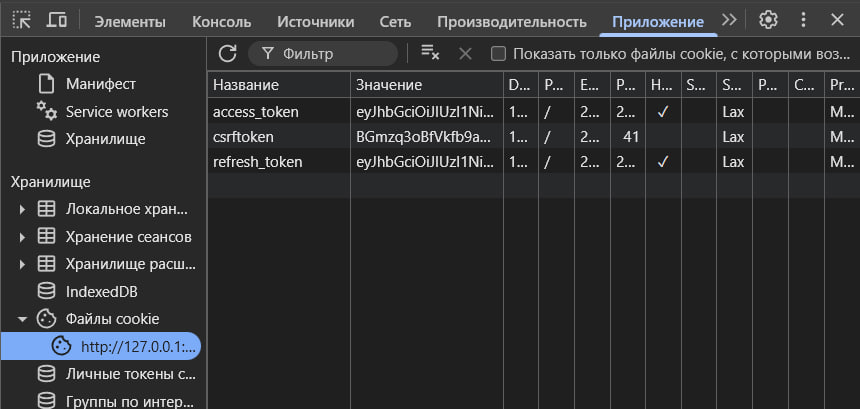 Элементы Консоль Источники Сеть Производительность Приложение
Приложение
Манифест
Service workers
Хранилище
Хранилище
Локальное хран...
Хранение сеансов
Хранилище расш...
IndexedDB
Файлы cookie
http://127.0.0.1:...
Личные токены с...
Группы по интер...
Фильтр Показать только файлы cookie, с которыми воз...
Название Значение D... P... E... P... H... S... S... P... C... Pr...
access_token eyJhbGciOiJIUzI1Ni... 1... / 2... 2... ✓ Lax M...
csrftoken BGmzq3oBfVkfb9a... 1... / 2... 41 Lax M...
refresh_token eyJhbGciOiJIUzI1Ni... 1... / 2... 2... ✓ Lax M...